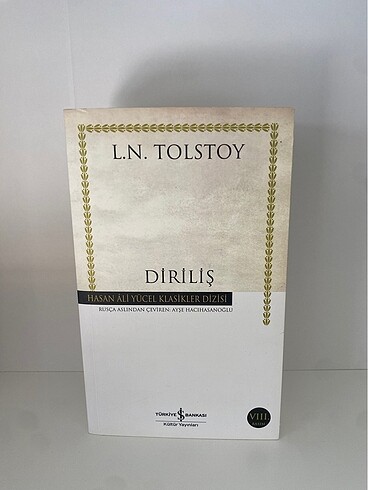 L.N. TOLSTOY
DİRİLİŞ
HASAN ÂLİ YÜCEL KLASİKLER DİZİSİ
RUSÇA ASLINDAN ÇEVİREN: AYŞE HACIHASANOĞLU
TÜRKİYE İŞ BANKASI
Kültür Yayınları
VIII.
BASIM